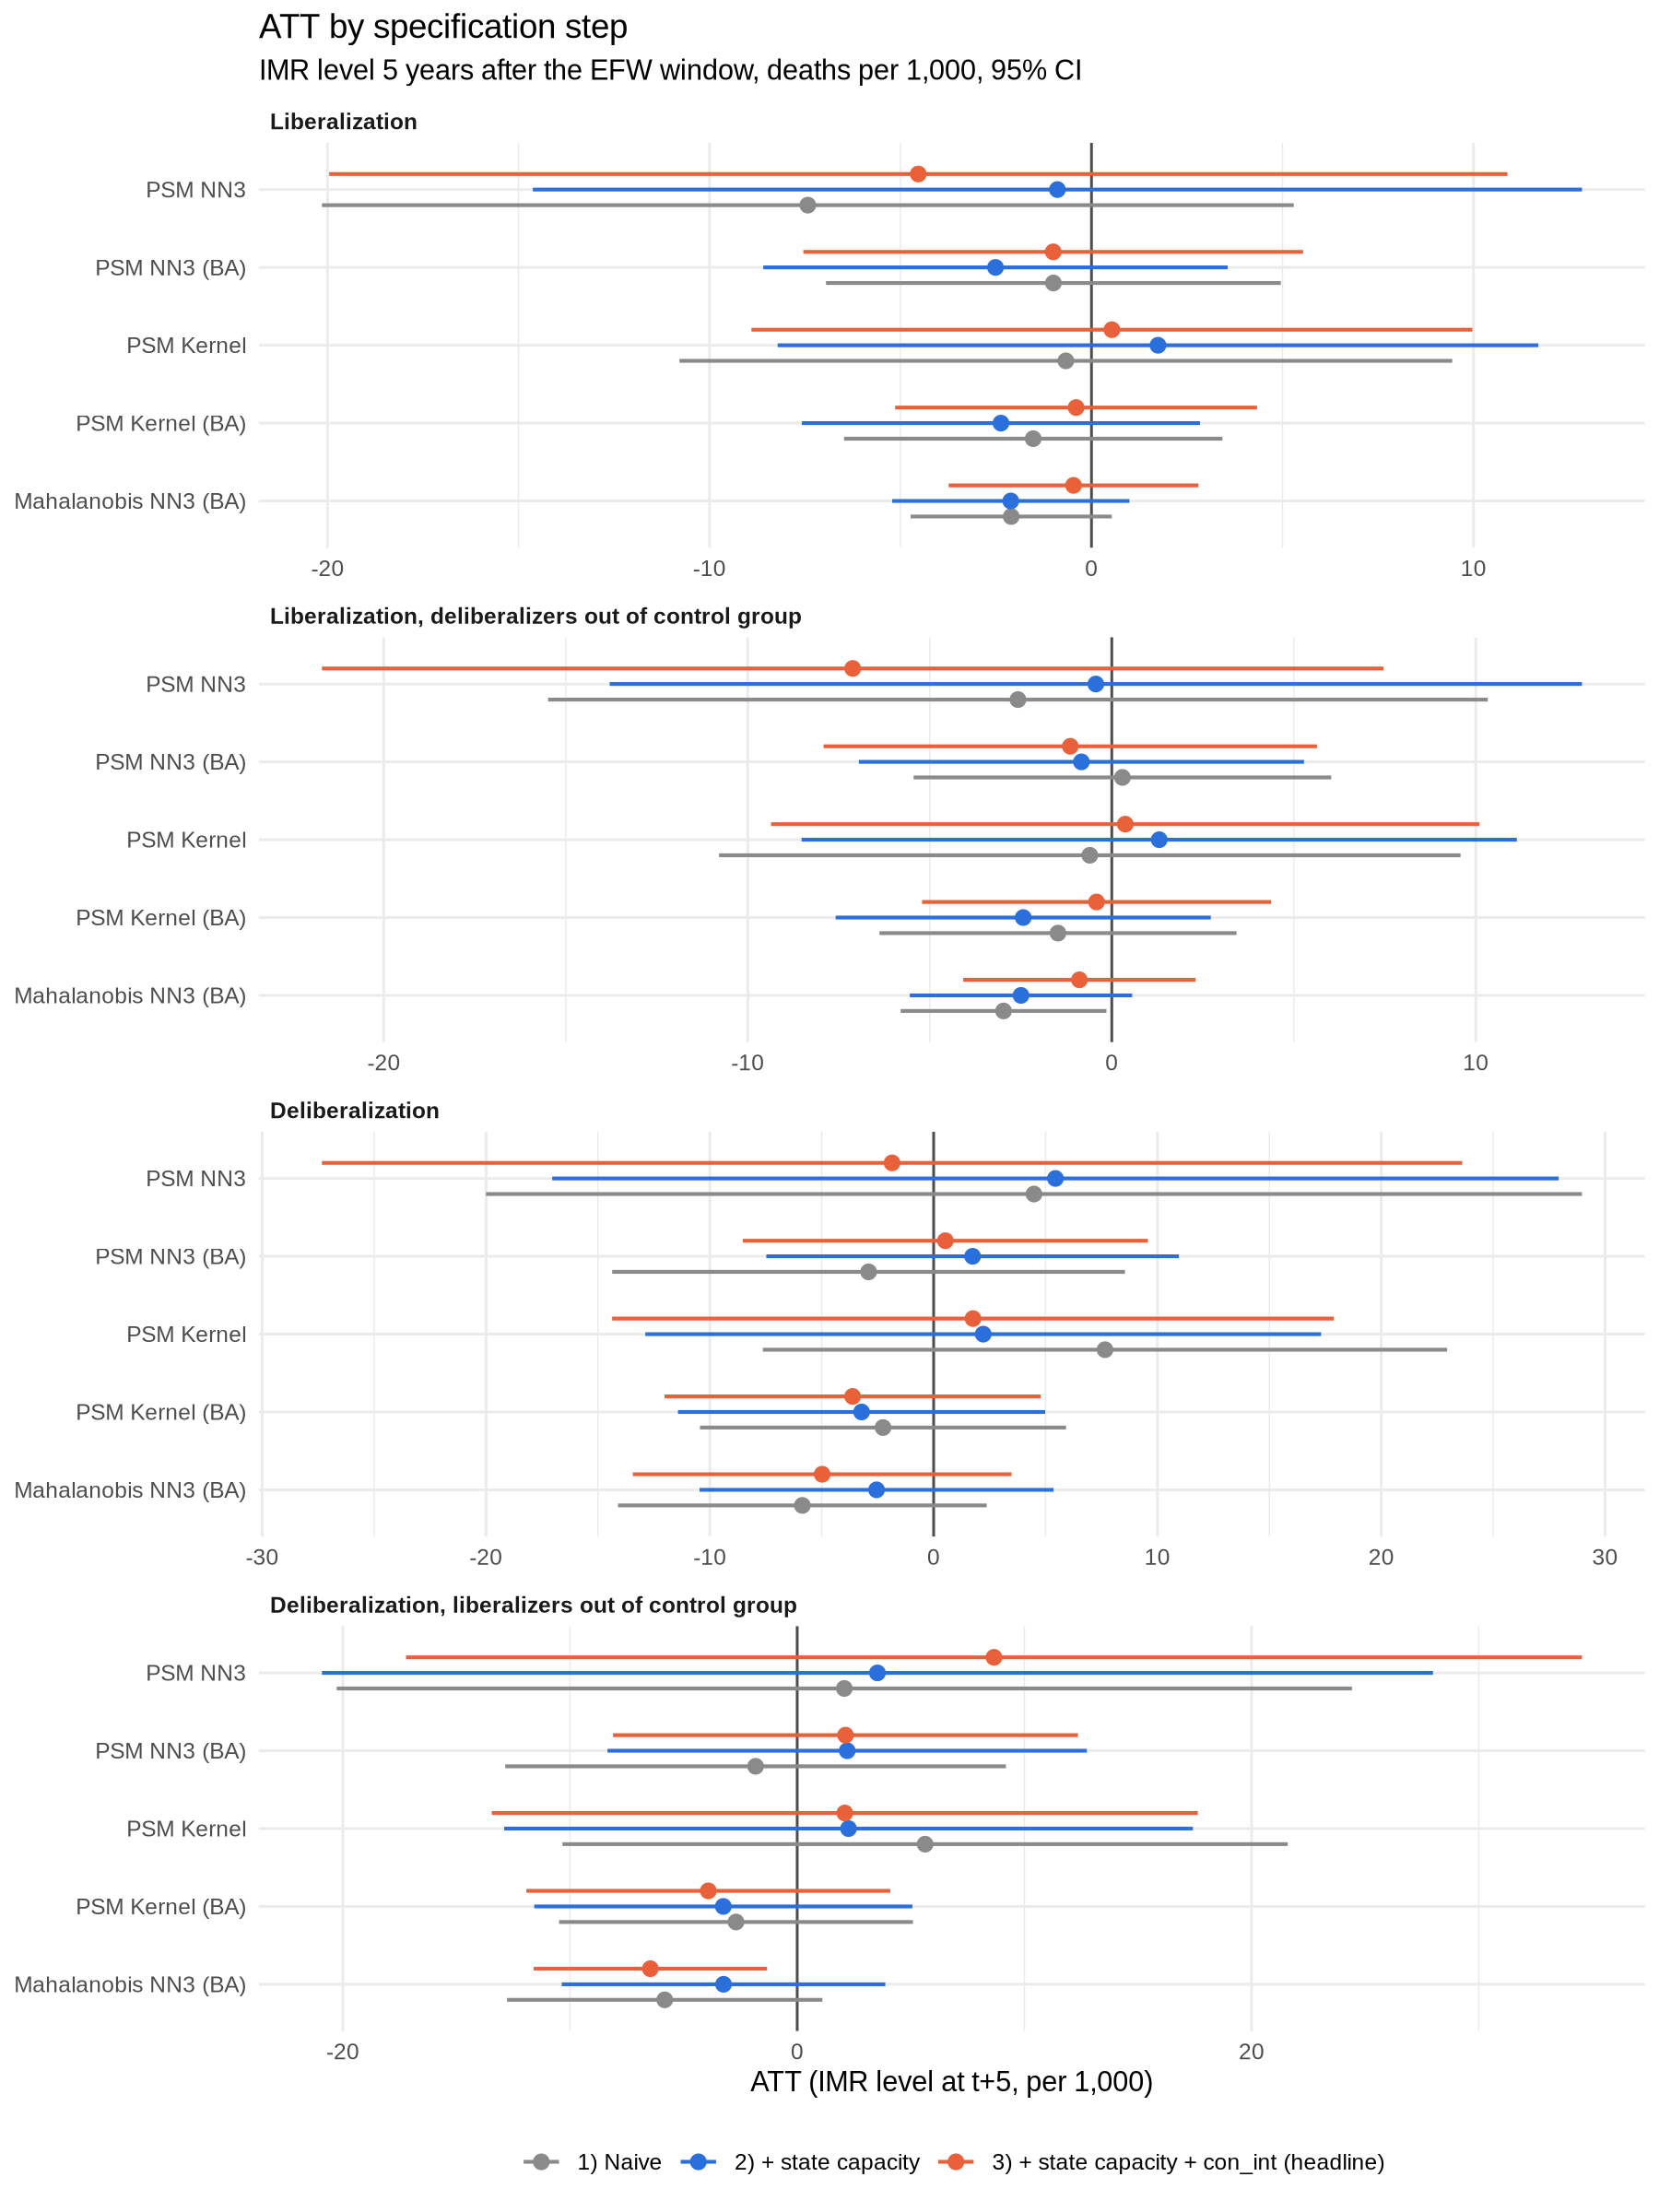 ATT by specification step
IMR level 5 years after the EFW window, deaths per 1,000, 95% CI
Liberalization
PSM NN3
PSM NN3 (BA)
PSM Kernel
PSM Kernel (BA)
Mahalanobis NN3 (BA)
-20 -10 0 10
Liberalization, deliberalizers out of control group
PSM NN3
PSM NN3 (BA)
PSM Kernel
PSM Kernel (BA)
Mahalanobis NN3 (BA)
-20 -10 0 10
Deliberalization
PSM NN3
PSM NN3 (BA)
PSM Kernel
PSM Kernel (BA)
Mahalanobis NN3 (BA)
-30 -20 -10 0 10 20 30
Deliberalization, liberalizers out of control group
PSM NN3
PSM NN3 (BA)
PSM Kernel
PSM Kernel (BA)
Mahalanobis NN3 (BA)
-20 0 20
ATT (IMR level at t+5, per 1,000)
1) Naive 2) + state capacity 3) + state capacity + con_int (headline)